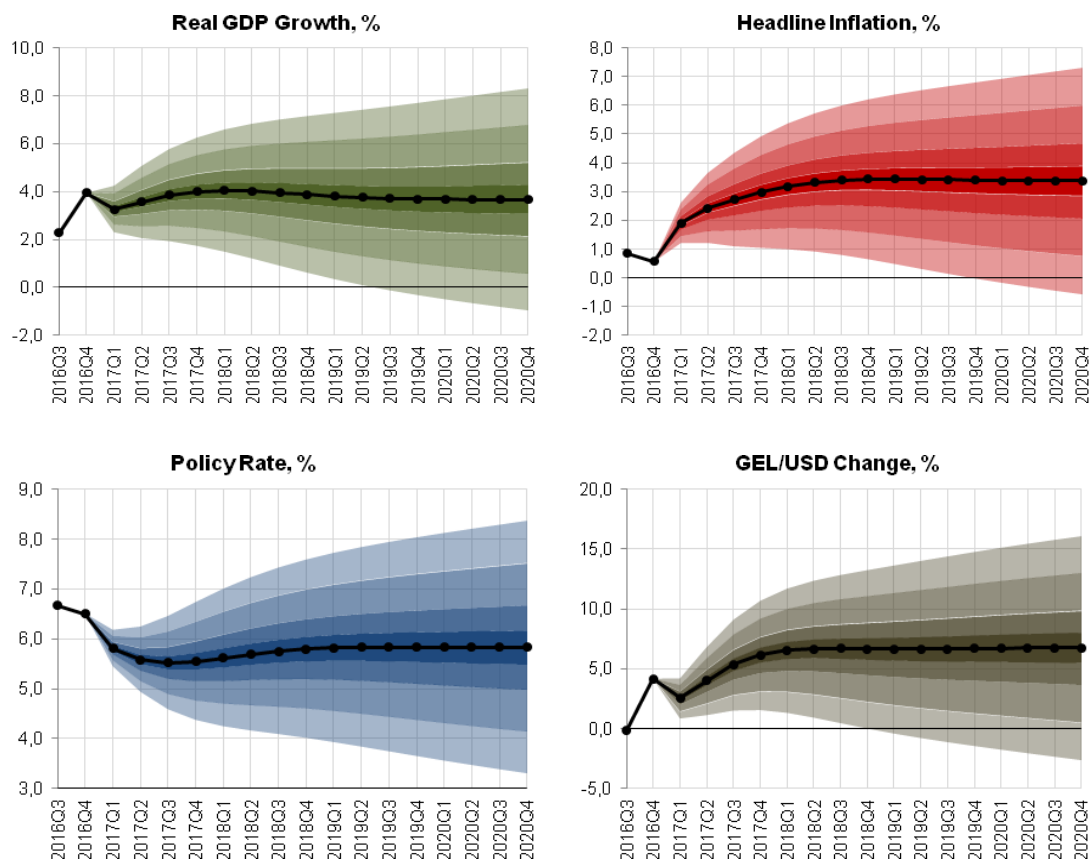 Real GDP Growth, %
10,0
8,0
6,0
4,0
2,0
0,0
-2,0
2016Q3
2016Q4
2017Q1
2017Q2
2017Q3
2017Q4
2018Q1
2018Q2
2018Q3
2018Q4
2019Q1
2019Q2
2019Q3
2019Q4
2020Q1
2020Q2
2020Q3
2020Q4
Headline Inflation, %
8,0
7,0
6,0
5,0
4,0
3,0
2,0
1,0
0,0
-1,0
-2,0
2016Q3
2016Q4
2017Q1
2017Q2
2017Q3
2017Q4
2018Q1
2018Q2
2018Q3
2018Q4
2019Q1
2019Q2
2019Q3
2019Q4
2020Q1
2020Q2
2020Q3
2020Q4
Policy Rate, %
9,0
8,0
7,0
6,0
5,0
4,0
3,0
2016Q3
2016Q4
2017Q1
2017Q2
2017Q3
2017Q4
2018Q1
2018Q2
2018Q3
2018Q4
2019Q1
2019Q2
2019Q3
2019Q4
2020Q1
2020Q2
2020Q3
2020Q4
GEL/USD Change, %
20,0
15,0
10,0
5,0
0,0
-5,0
2016Q3
2016Q4
2017Q1
2017Q2
2017Q3
2017Q4
2018Q1
2018Q2
2018Q3
2018Q4
2019Q1
2019Q2
2019Q3
2019Q4
2020Q1
2020Q2
2020Q3
2020Q4